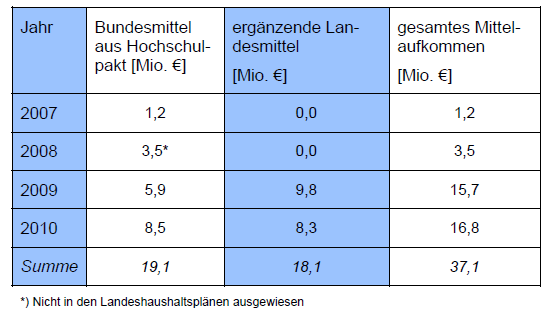 Jahr
Bundesmittel
aus Hochschul-
pakt [Mio. €]
ergänzende Lan-
desmittel
[Mio. €]
gesamtes Mittel-
aufkommen
[Mio. €]
2007 1,2 0,0 1,2
2008 3,5* 0,0 3,5
2009 5,9 9,8 15,7
2010 8,5 8,3 16,8
Summe 19,1 18,1 37,1
*) Nicht in den Landeshaushaltsplänen ausgewiesen